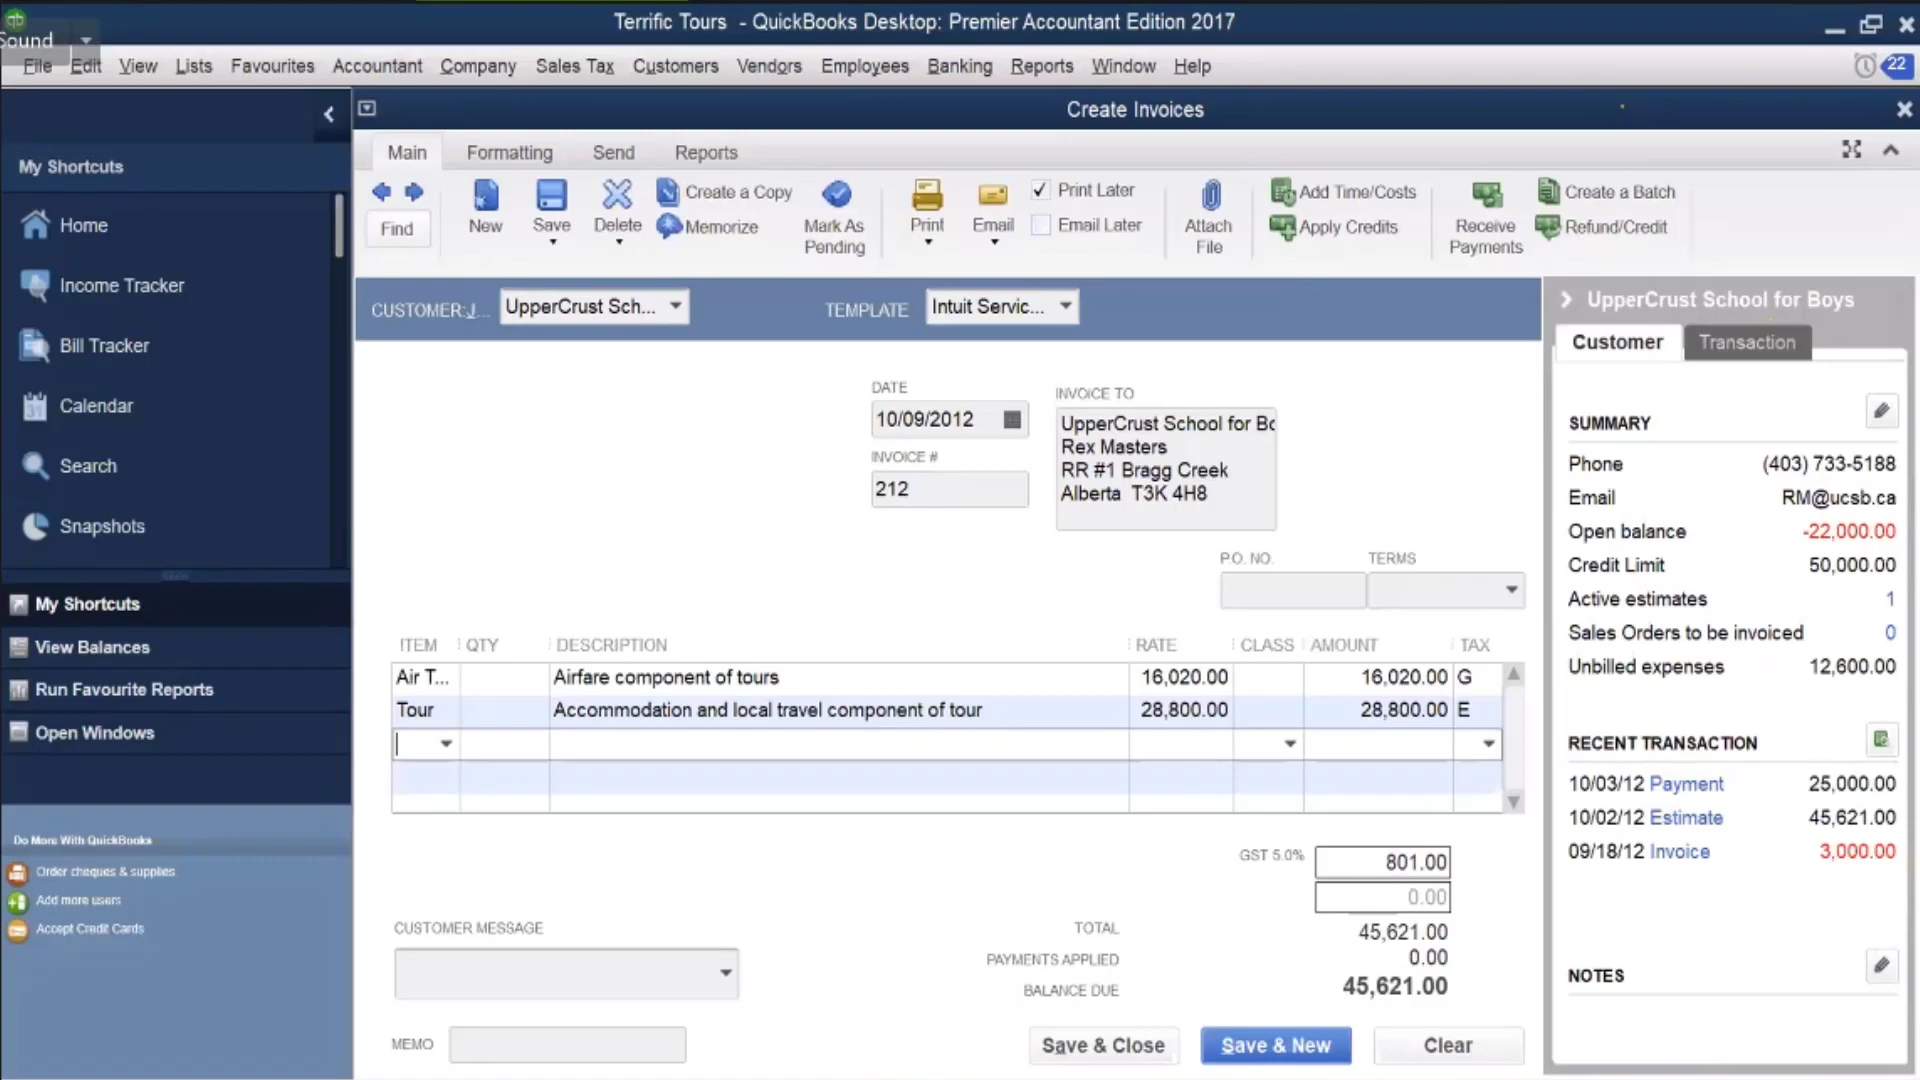 Terrific Tours - QuickBooks Desktop: Premier Accountant Edition 2017
qb
Sound
File Edit View Lists Favourites Accountant Company Sales Tax Customers Vendors Employees Banking Reports Window Help
22
Create Invoices
Main Formatting Send Reports
My Shortcuts
Home
Income Tracker
Bill Tracker
Calendar
31
Search
Snapshots
My Shortcuts
View Balances
Run Favourite Reports
Open Windows
Do More With QuickBooks
Order cheques & supplies
Add more users
Accept Credit Cards
Find
New
Save
Delete
Create a Copy
Memorize
Mark As
Pending
Print
Email
Print Later
Email Later
Attach
File
Add Time/Costs
Apply Credits
Receive
Payments
Create a Batch
Refund/Credit
CUSTOMER:J... UpperCrust Sch... TEMPLATE Intuit Servic...
DATE
10/09/2012
INVOICE #
212
INVOICE TO
UpperCrust School for Bo
Rex Masters
RR #1 Bragg Creek
Alberta T3K 4H8
P.O. NO. TERMS
ITEM QTY DESCRIPTION RATE CLASS AMOUNT TAX
Air T... Airfare component of tours 16,020.00 16,020.00 G
Tour Accommodation and local travel component of tour 28,800.00 28,800.00 E
GST 5.0% 801.00
0.00
CUSTOMER MESSAGE
TOTAL 45,621.00
PAYMENTS APPLIED 0.00
BALANCE DUE 45,621.00
MEMO
Save & Close Save & New Clear
UpperCrust School for Boys
Customer Transaction
SUMMARY
Phone (403) 733-5188
Email RM@ucsb.ca
Open balance -22,000.00
Credit Limit 50,000.00
Active estimates 1
Sales Orders to be invoiced 0
Unbilled expenses 12,600.00
RECENT TRANSACTION
10/03/12 Payment 25,000.00
10/02/12 Estimate 45,621.00
09/18/12 Invoice 3,000.00
NOTES